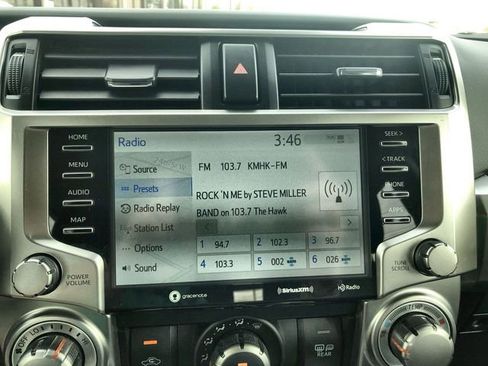 HOME
MENU
AUDIO
MAP
POWER
VOLUME
Radio
3:46
Source
Presets
Radio Replay
Station List
Options
Sound
FM 103.7 KMHK-FM
ROCK 'N ME by STEVE MILLER
BAND on 103.7 The Hawk
1 94.7 2 102.3 3 96.7
4 103.3 5 002 6 026
SEEK >
< TRACK
PHONE
APPS
TUNE
SCROLL
gracenote
SiriusXM
HD Radio
OFF LO
TEMP
REAR